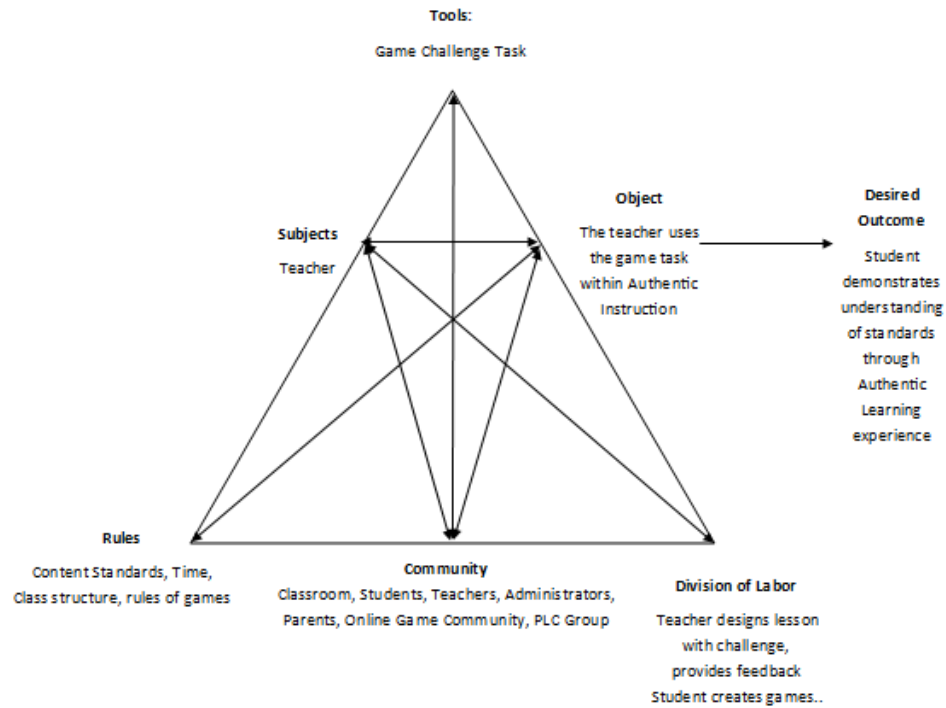 Tools:
Game Challenge Task
Subjects
Teacher
Object
The teacher uses
the game task
within Authentic
Instruction
Desired
Outcome
Student
demonstrates
understanding
of standards
through
Authentic
Learning
experience
Rules
Content Standards, Time,
Class structure, rules of games
Community
Classroom, Students, Teachers, Administrators,
Parents, Online Game Community, PLC Group
Division of Labor
Teacher designs lesson
with challenge,
provides feedback
Student creates games..